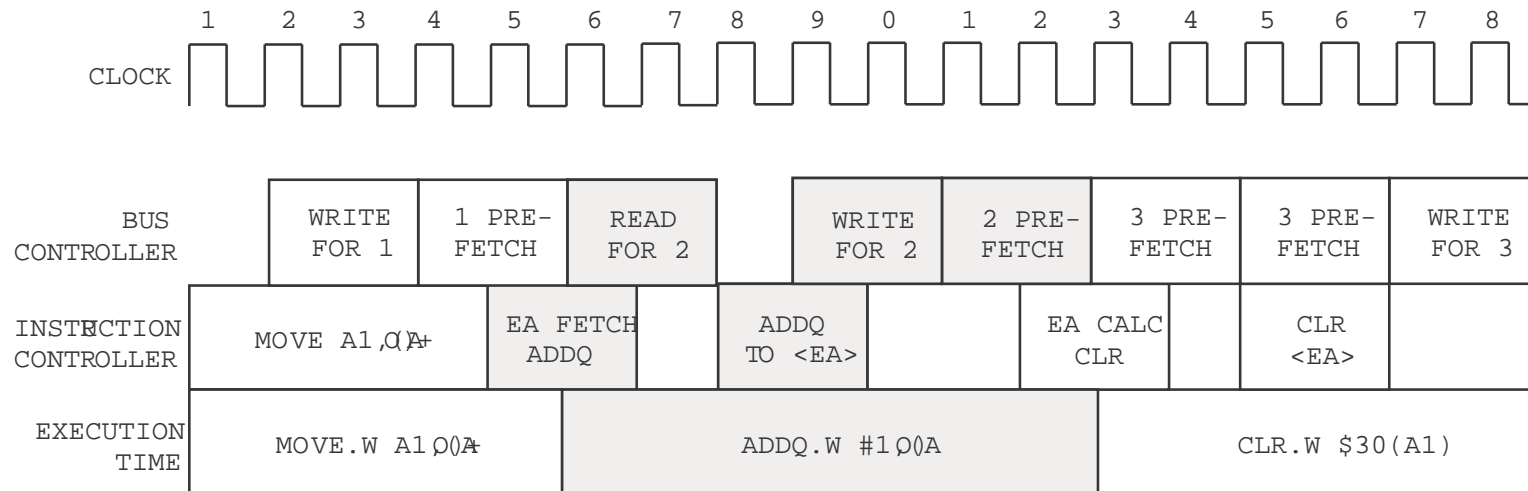 1 2 3 4 5 6 7 8 9 0 1 2 3 4 5 6 7 8
CLOCK
BUS
CONTROLLER
WRITE
FOR 1
1 PRE-
FETCH
READ
FOR 2
WRITE
FOR 2
2 PRE-
FETCH
3 PRE-
FETCH
3 PRE-
FETCH
WRITE
FOR 3
CONTROLLER
MOVE
EA FETCH
ADDQ
ADDQ
TO <EA>
EA CALC
CLR
CLR
<EA>
EXECUTION
TIME
MOVE.W
ADDQ.W
CLR.W $30(A1)